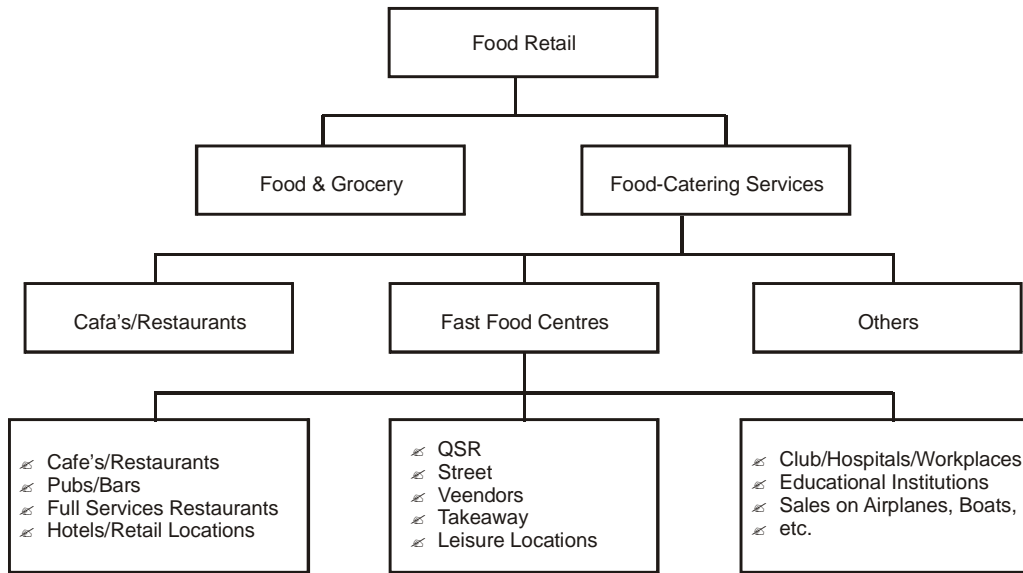 Food Retail
Food & Grocery
Food-Catering Services
Cafa's/Restaurants
Fast Food Centres
Others
Cafe's/Restaurants
Pubs/Bars
Full Services Restaurants
Hotels/Retail Locations
QSR
Street
Veendors
Takeaway
Leisure Locations
Club/Hospitals/Workplaces
Educational Institutions
Sales on Airplanes, Boats,
etc.